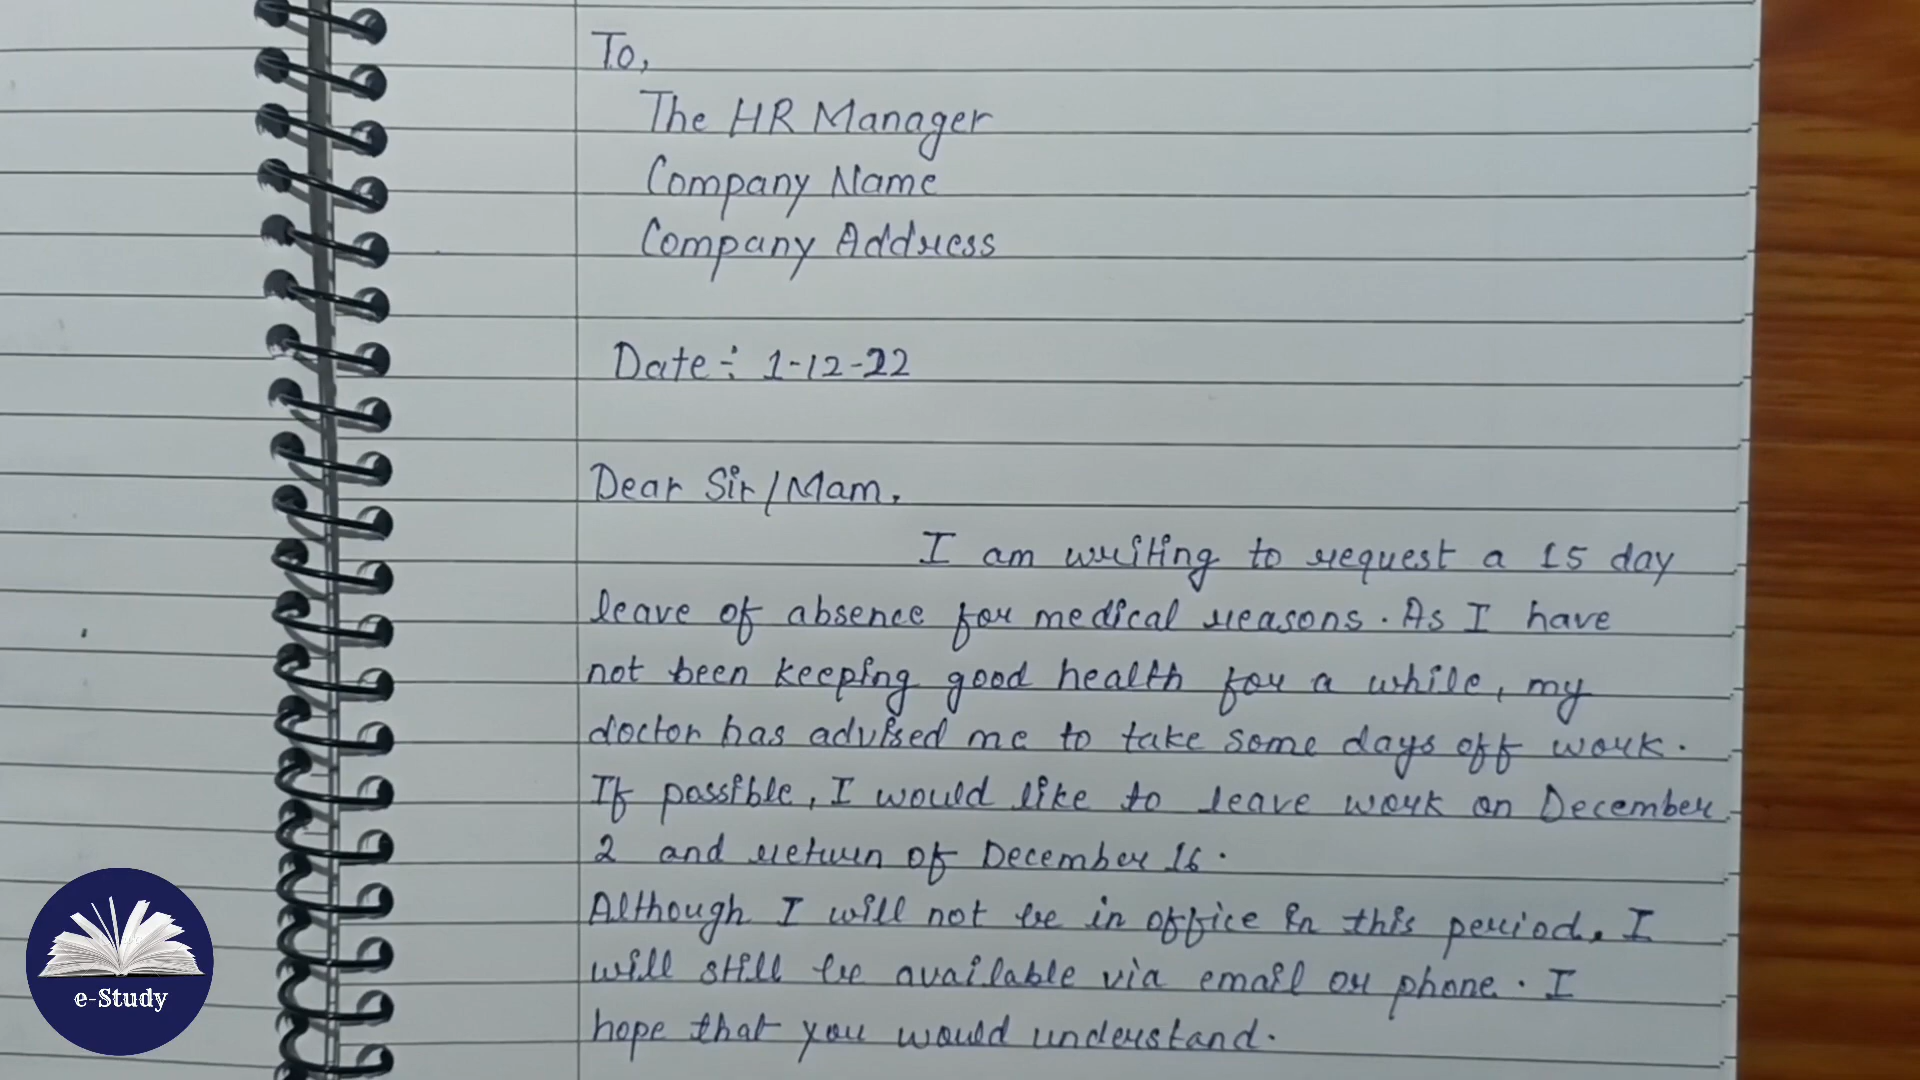 To,
The HR Manager
Company Name
Company Address
Date ÷ 1-12-22
Dear Sir/Mam,
I am writing to request a 15 day
leave of absence for medical reasons. As I have
not been keeping good health for a while, my
doctor has advised me to take some days off work.
If possible, I would like to leave work on December
2 and return of December 16.
Although I will not be in office in this period, I
will still be available via email or phone. I
hope that you would understand.
e-Study